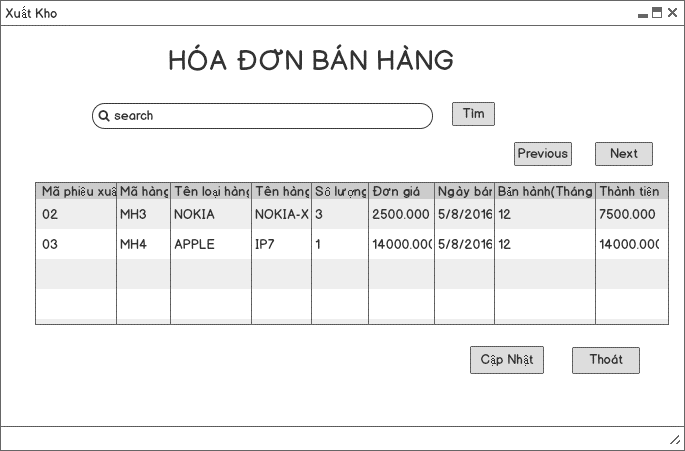 Xuất Kho
HÓA ĐƠN BÁN HÀNG
search Tìm
Previous Next
Mã phiếu xuấ Mã hàng Tên loại hàng Tên hàng Số lượng Đơn giá Ngày bán Bản hành(Tháng Thành tiền
02 MH3 NOKIA NOKIA-X 3 2500.000 5/8/2016 12 7500.000
03 MH4 APPLE IP7 1 14000.000 5/8/2016 12 14000.000
Cập Nhật Thoát